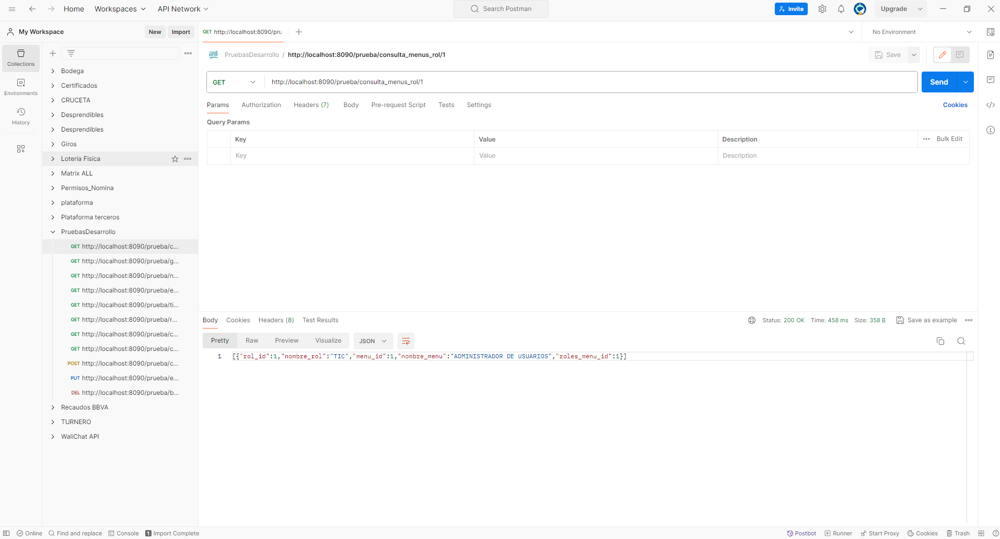 Home Workspaces API Network Search Postman Invite Upgrade
My Workspace New Import GET http://localhost:8090/pru No Environment
Collections
Environments
History
Bodega
Certificados
CRUCETA
Desprendibles
Desprendibles
Giros
Loteria Fisica
Matrix ALL
Permisos_Nomina
plataforma
Plataforma terceros
PruebasDesarrollo
GET http://localhost:8090/prueba/c...
GET http://localhost:8090/prueba/g...
GET http://localhost:8090/prueba/n...
GET http://localhost:8090/prueba/e...
GET http://localhost:8090/prueba/ti...
GET http://localhost:8090/prueba/r...
GET http://localhost:8090/prueba/c...
GET http://localhost:8090/prueba/c...
POST http://localhost:8090/prueba/c...
PUT http://localhost:8090/prueba/e...
DEL http://localhost:8090/prueba/b...
Recaudos BBVA
TURNERO
WaliChat API
HTTP PruebasDesarrollo / http://localhost:8090/prueba/consulta_menus_rol/1 Save
GET http://localhost:8090/prueba/consulta_menus_rol/1 Send
Params Authorization Headers (7) Body Pre-request Script Tests Settings Cookies
Query Params
Key Value Description Bulk Edit
Key Value Description
Body Cookies Headers (8) Test Results Status: 200 OK Time: 458 ms Size: 358 B Save as example
Pretty Raw Preview Visualize JSON
1 [{"rol_id":1,"nombre_rol":"TIC","menu_id":1,"nombre_menu":"ADMINISTRADOR DE USUARIOS","roles_menu_id":1}]
Online Find and replace Console 1 Import Complete Postbot Runner Start Proxy Cookies Trash